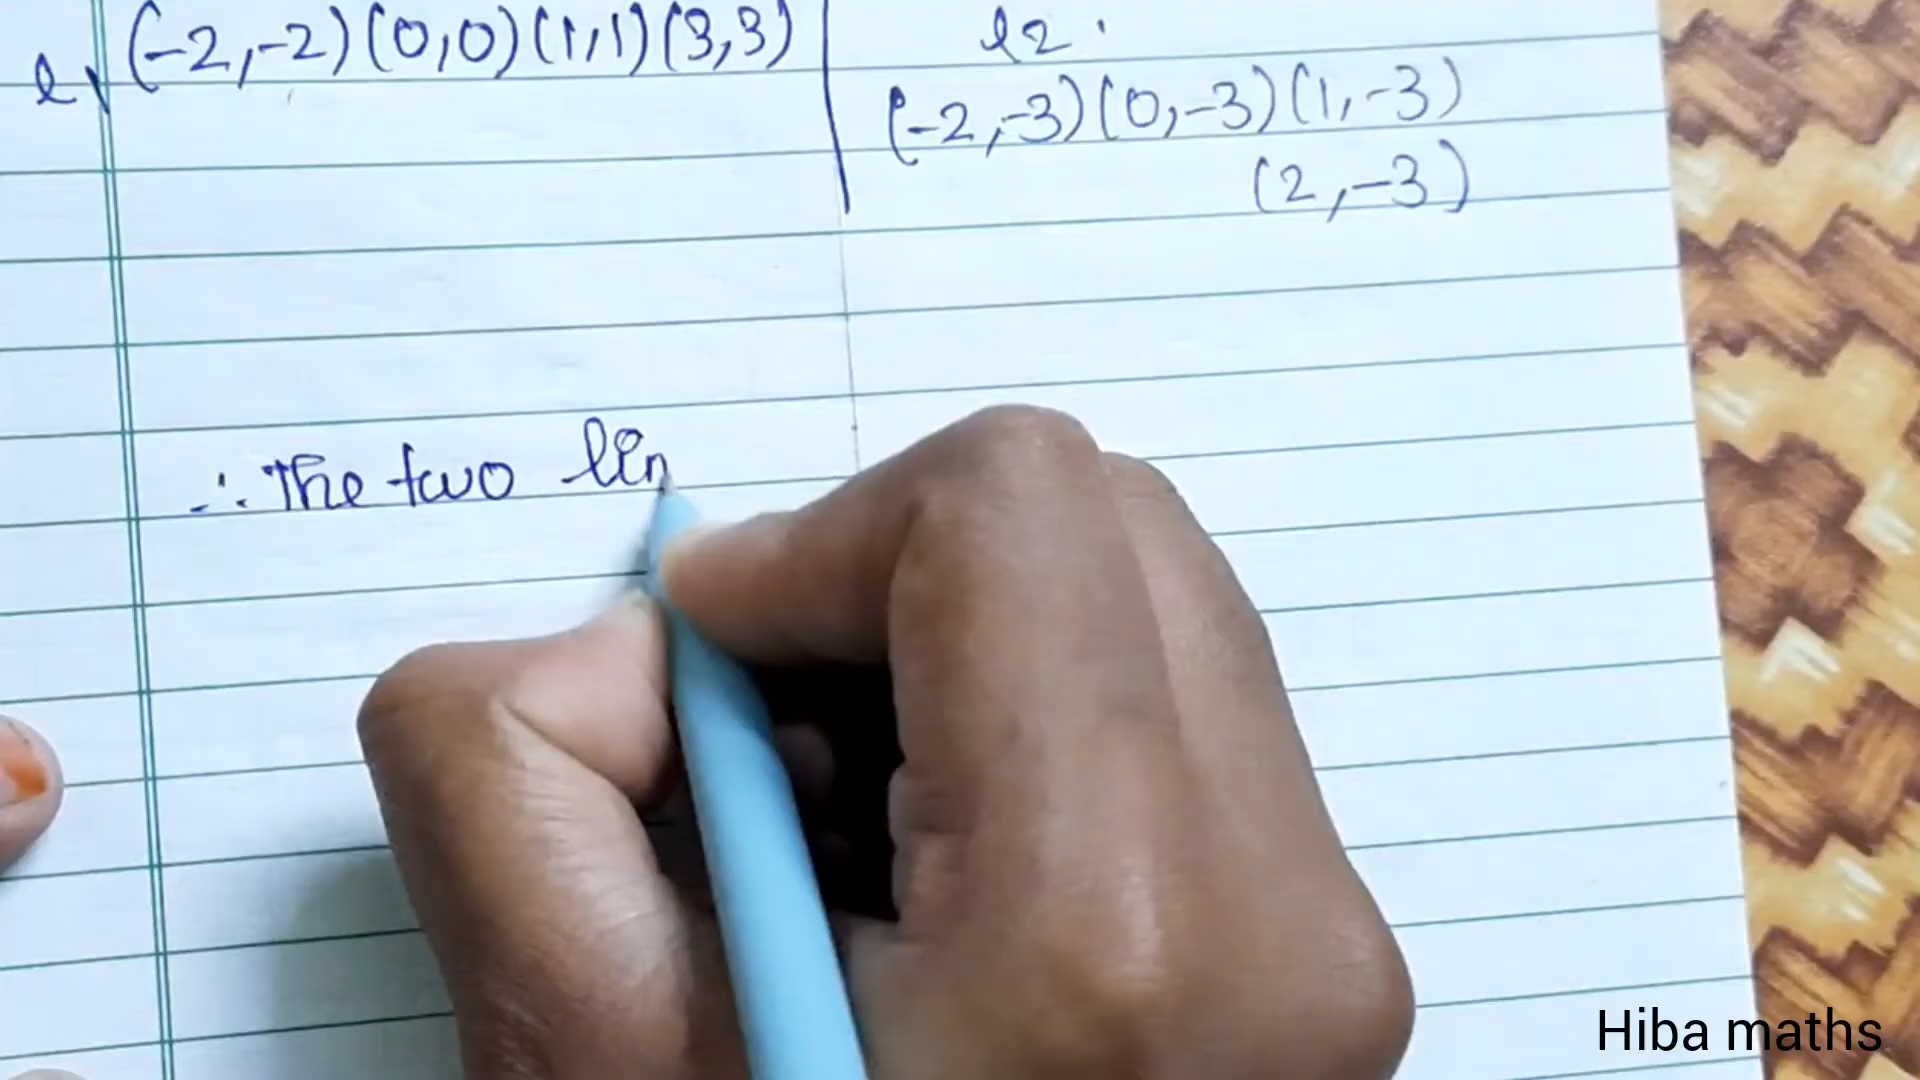 l1 (-2,-2)(0,0)(1,1)(3,3)
l2.
(-2,-3)(0,-3)(1,-3)
(2,-3)
∴ The two lin
Hiba maths